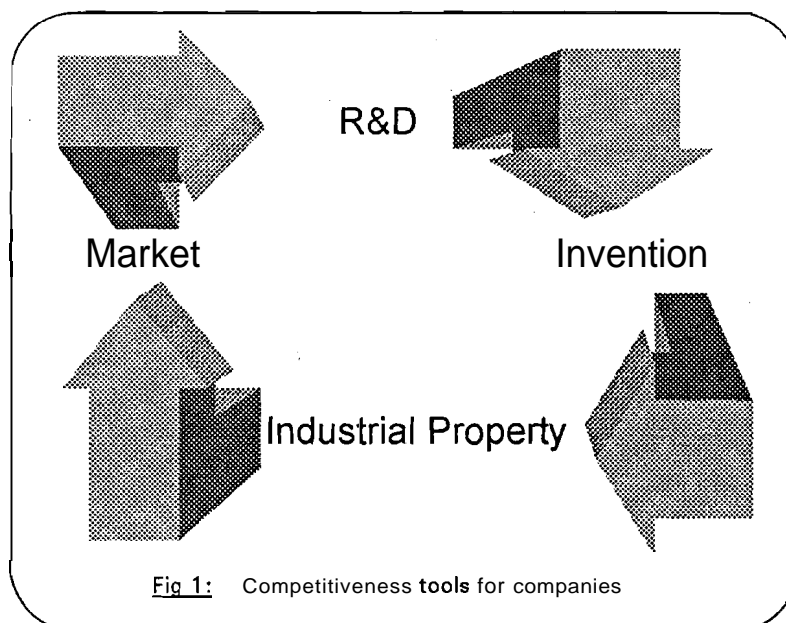 R&D
Market
Invention
Industrial Property
Fig 1: Competitiveness tools for companies